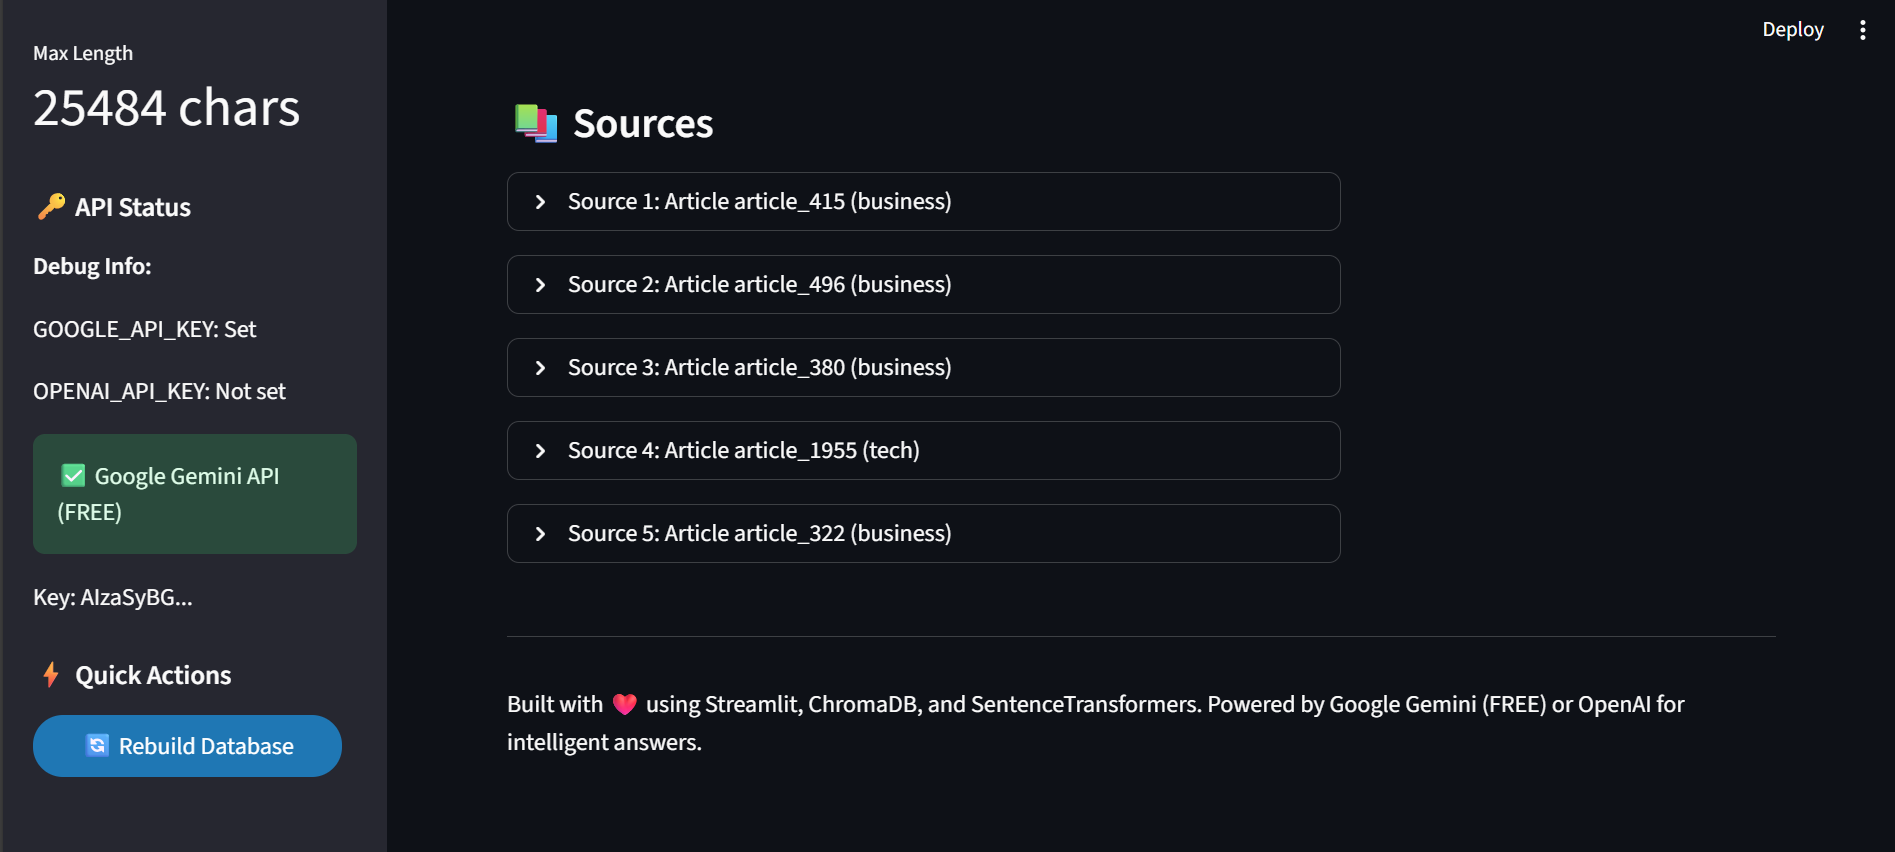 Max Length
25484 chars
🔑 API Status
Debug Info:
GOOGLE_API_KEY: Set
OPENAI_API_KEY: Not set
✅ Google Gemini API
(FREE)
Key: AIzaSyBG...
⚡ Quick Actions
🔄 Rebuild Database
Deploy
📚 Sources
Source 1: Article article_415 (business)
Source 2: Article article_496 (business)
Source 3: Article article_380 (business)
Source 4: Article article_1955 (tech)
Source 5: Article article_322 (business)
Built with ❤️ using Streamlit, ChromaDB, and SentenceTransformers. Powered by Google Gemini (FREE) or OpenAI for
intelligent answers.